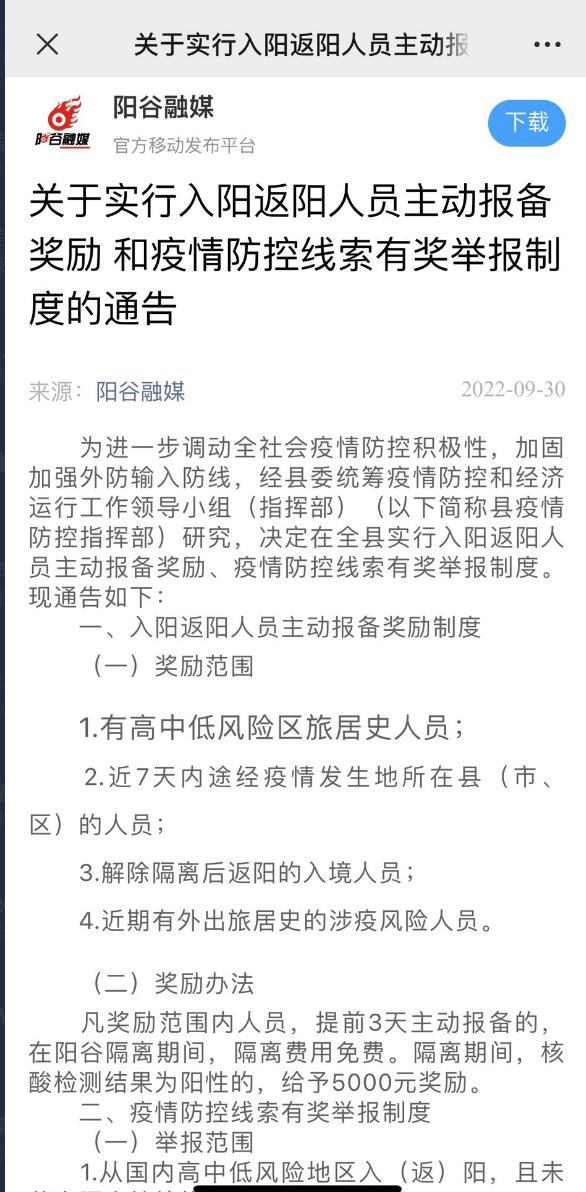 关于实行入阳返阳人员主动报
阳谷融媒
阳谷融媒
官方移动发布平台
下载
关于实行入阳返阳人员主动报备
奖励 和疫情防控线索有奖举报制
度的通告
来源：阳谷融媒
2022-09-30
为进一步调动全社会疫情防控积极性，加固
加强外防输入防线，经县委统筹疫情防控和经济
运行工作领导小组（指挥部）（以下简称县疫情
防控指挥部）研究，决定在全县实行入阳返阳人
员主动报备奖励、疫情防控线索有奖举报制度。
现通告如下：
一、入阳返阳人员主动报备奖励制度
（一）奖励范围
1.有高中低风险区旅居史人员；
2.近7天内途经疫情发生地所在县（市、
区）的人员；
3.解除隔离后返阳的入境人员；
4.近期有外出旅居史的涉疫风险人员。
（二）奖励办法
凡奖励范围内人员，提前3天主动报备的，
在阳谷隔离期间，隔离费用免费。隔离期间，核
酸检测结果为阳性的，给予5000元奖励。
二、疫情防控线索有奖举报制度
（一）举报范围
1.从国内高中低风险地区入（返）阳，且未